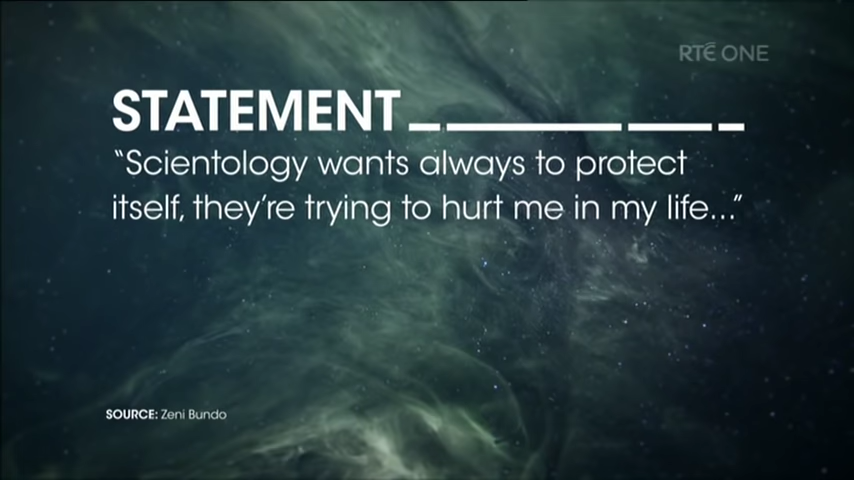 RTÉ ONE
STATEMENT
“Scientology wants always to protect
itself, they’re trying to hurt me in my life...”
SOURCE: Zeni Bundo